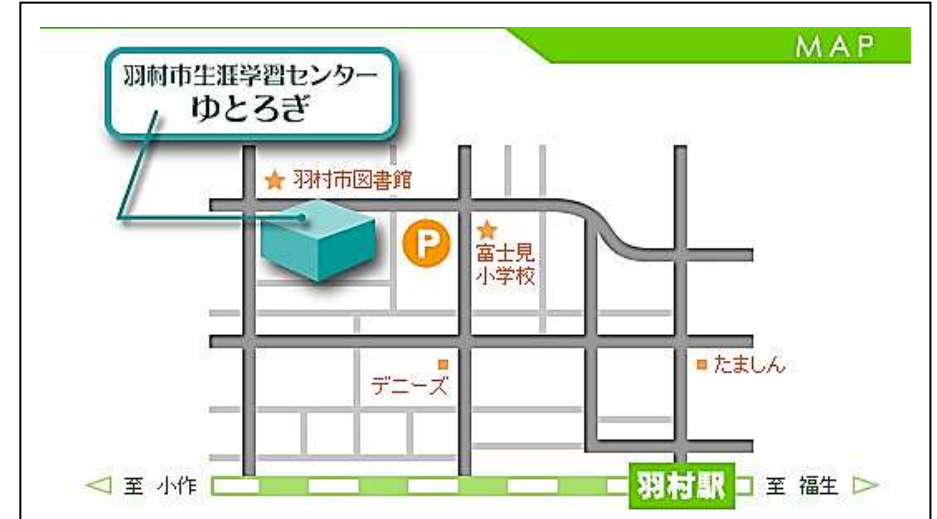 MAP
羽村市生涯学習センター
ゆとろぎ
羽村市図書館
P
富士見
小学校
たましん
デニーズ
至 小作
羽村駅
至 福生